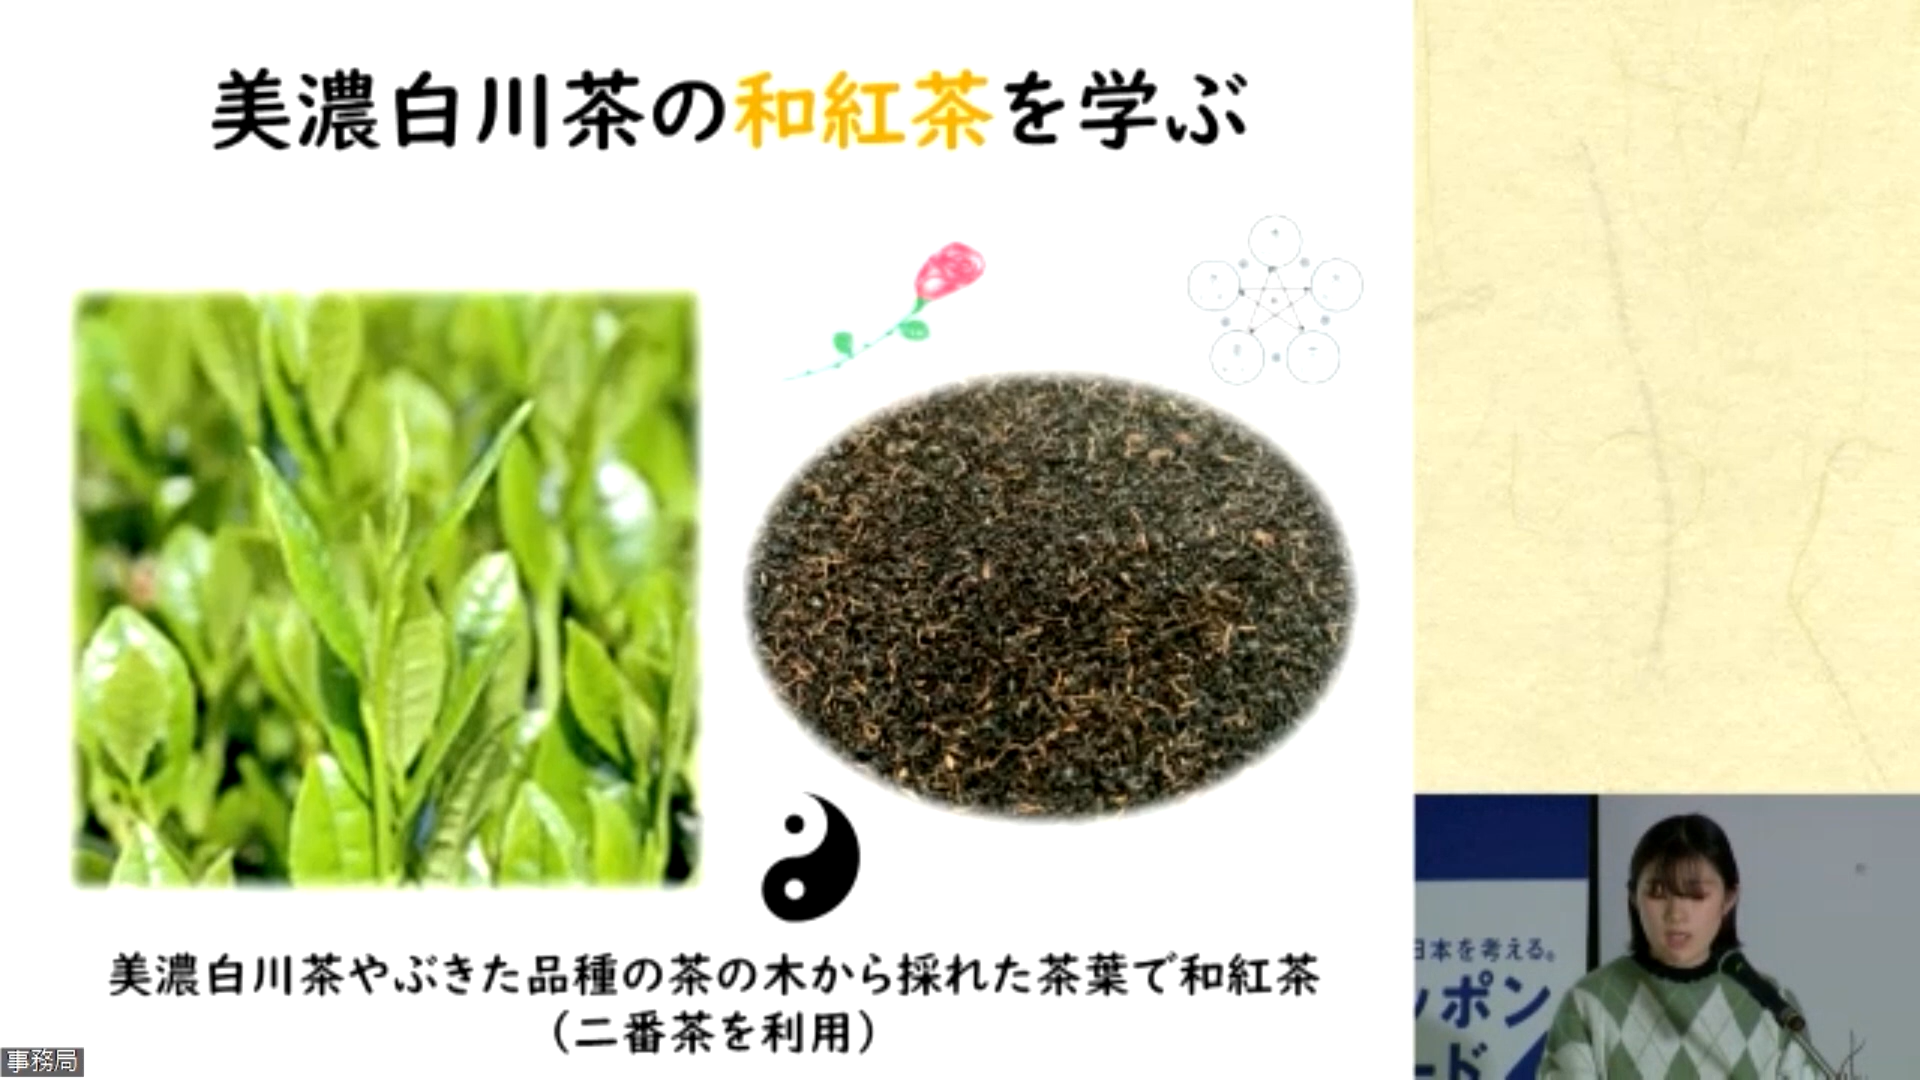 美濃白川茶の和紅茶を学ぶ
美濃白川茶やぶきた品種の茶の木から採れた茶葉で和紅茶
（二番茶を利用）
日本を考える。
ッポン
ード
事務局